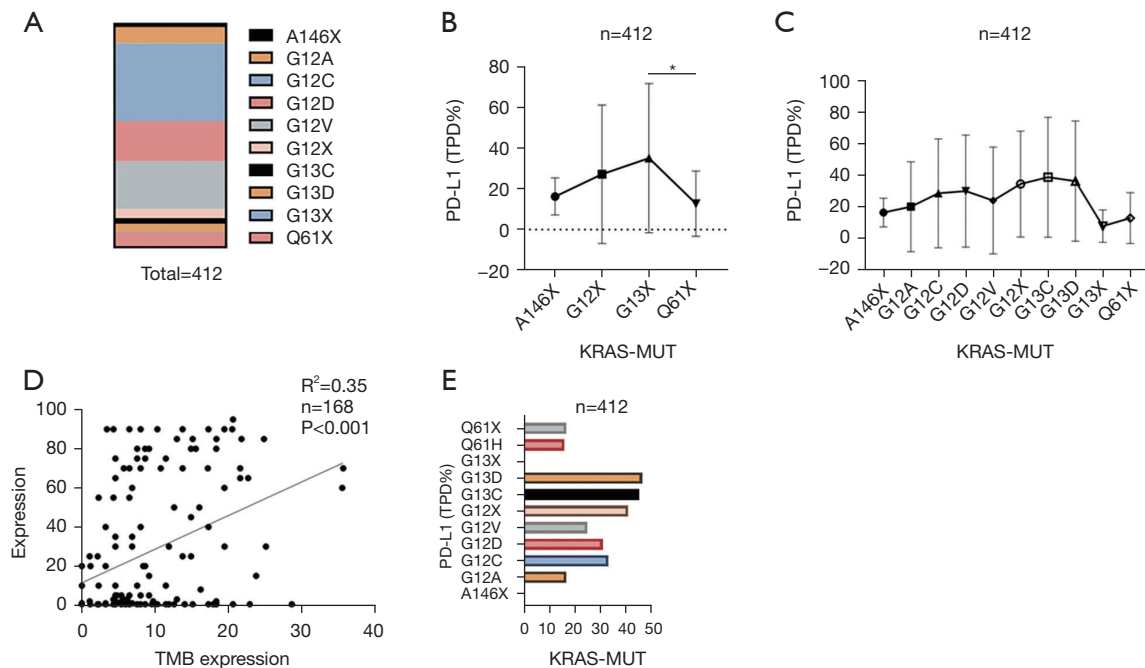 A
A146X
G12A
G12C
G12D
G12V
G12X
G13C
G13D
G13X
Q61X
Total=412
B
n=412
PD-L1 (TPD%)
80
60
40
20
0
−20
*
A146X
G12X
G13X
Q61X
KRAS-MUT
C
n=412
PD-L1 (TPD%)
100
80
60
40
20
0
−20
A146X
G12A
G12C
G12D
G12V
G12X
G13C
G13D
G13X
Q61X
KRAS-MUT
D
R²=0.35
n=168
P<0.001
Expression
100
80
60
40
20
0
0 10 20 30 40
TMB expression
E
n=412
PD-L1 (TPD%)
Q61X
Q61H
G13X
G13D
G13C
G12X
G12V
G12D
G12C
G12A
A146X
0 10 20 30 40 50
KRAS-MUT